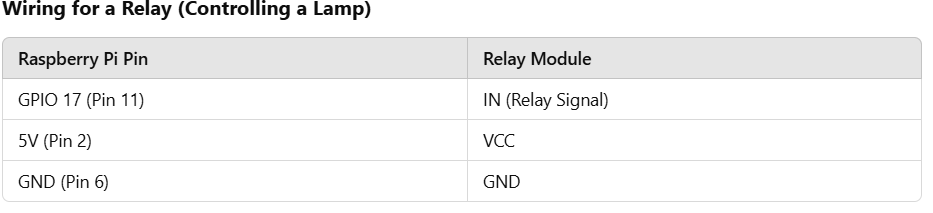 Wiring for a Relay (Controlling a Lamp)
Raspberry Pi Pin Relay Module
GPIO 17 (Pin 11) IN (Relay Signal)
5V (Pin 2) VCC
GND (Pin 6) GND